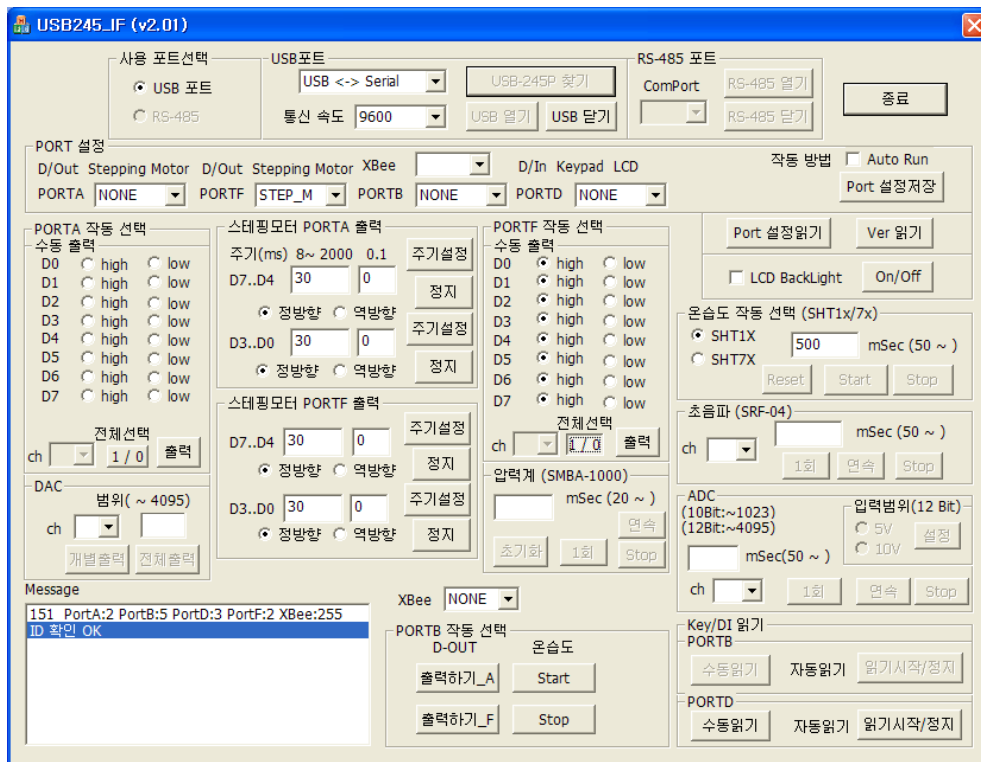 USB245_IF (v2.01)
사용 포트선택
USB 포트
RS-485
USB포트
USB <-> Serial
USB-245P 찾기
통신 속도 9600
USB 열기 USB 닫기
RS-485 포트
ComPort
RS-485 열기
RS-485 닫기
종료
PORT 설정
D/Out Stepping Motor D/Out Stepping Motor XBee D/In Keypad LCD
PORTA NONE PORTF STEP_M PORTB NONE PORTD NONE
작동 방법 Auto Run
Port 설정저장
PORTA 작동 선택
수동 출력
D0 high low
D1 high low
D2 high low
D3 high low
D4 high low
D5 high low
D6 high low
D7 high low
전체선택
ch 1 / 0 출력
DAC
범위( ~ 4095)
ch
개별출력 전체출력
스테핑모터 PORTA 출력
주기(ms) 8~ 2000 0.1 주기설정
D7..D4 30 0 정지
정방향 역방향
주기설정
D3..D0 30 0
정방향 역방향 정지
스테핑모터 PORTF 출력
주기설정
D7..D4 30 0
정방향 역방향 정지
주기설정
D3..D0 30 0
정방향 역방향 정지
PORTF 작동 선택
수동 출력
D0 high low
D1 high low
D2 high low
D3 high low
D4 high low
D5 high low
D6 high low
D7 high low
전체선택
ch 1 / 0 출력
압력계 (SMBA-1000)
mSec (20 ~ )
연속
초기화 1회 Stop
Port 설정읽기 Ver 읽기
LCD BackLight On/Off
온습도 작동 선택 (SHT1x/7x)
SHT1X
500 mSec (50 ~ )
SHT7X
Reset Start Stop
초음파 (SRF-04)
mSec (50 ~ )
ch
1회 연속 Stop
ADC
(10Bit:~1023)
(12Bit:~4095)
입력범위(12 Bit)
5V
10V
설정
mSec(50 ~ )
ch 1회 연속 Stop
Message
151 PortA:2 PortB:5 PortD:3 PortF:2 XBee:255
ID 확인 OK
XBee NONE
PORTB 작동 선택
D-OUT 온습도
출력하기_A Start
출력하기_F Stop
Key/DI 읽기
PORTB
수동읽기 자동읽기 읽기시작/정지
PORTD
수동읽기 자동읽기 읽기시작/정지